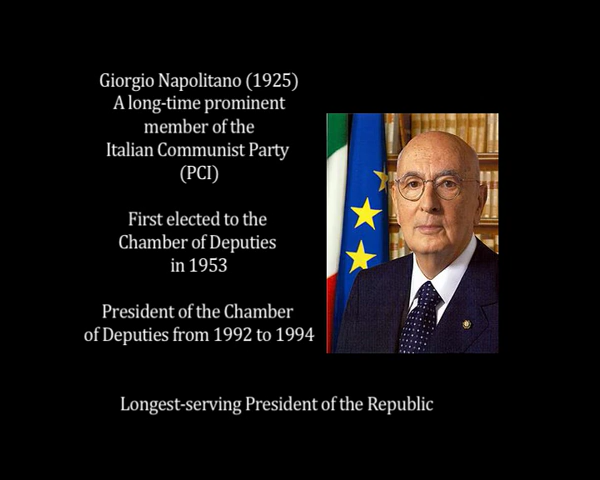 Giorgio Napolitano (1925)
A long-time prominent
member of the
Italian Communist Party
(PCI)
First elected to the
Chamber of Deputies
in 1953
President of the Chamber
of Deputies from 1992 to 1994
Longest-serving President of the Republic